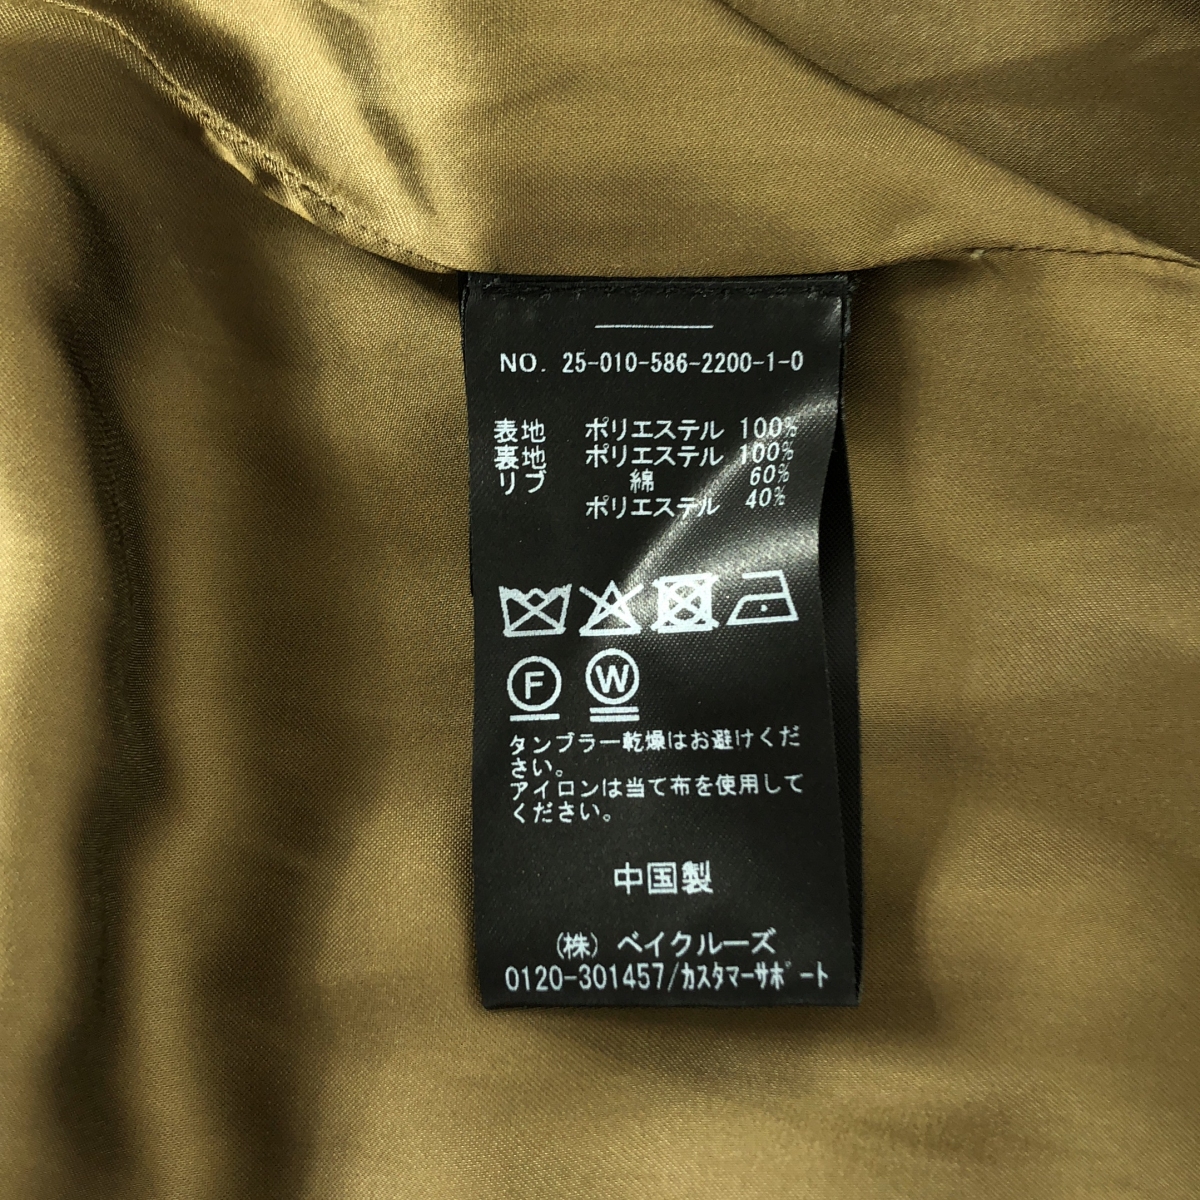 NO. 25-010-586-2200-1-0
表地 ポリエステル 100%
裏地 ポリエステル 100%
リブ 綿 60%
ポリエステル 40%
F W
タンブラー乾燥はお避けくだ
さい。
アイロンは当て布を使用して
ください。
中国製
(株) ベイクルーズ
0120-301457/カスタマーサポート